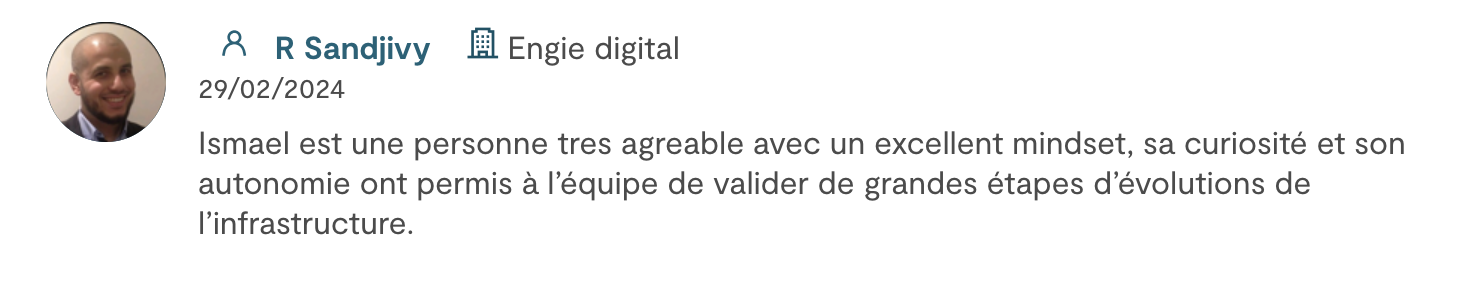 R Sandjivy Engie digital
29/02/2024
Ismael est une personne tres agreable avec un excellent mindset, sa curiosité et son
autonomie ont permis à l’équipe de valider de grandes étapes d’évolutions de
l’infrastructure.